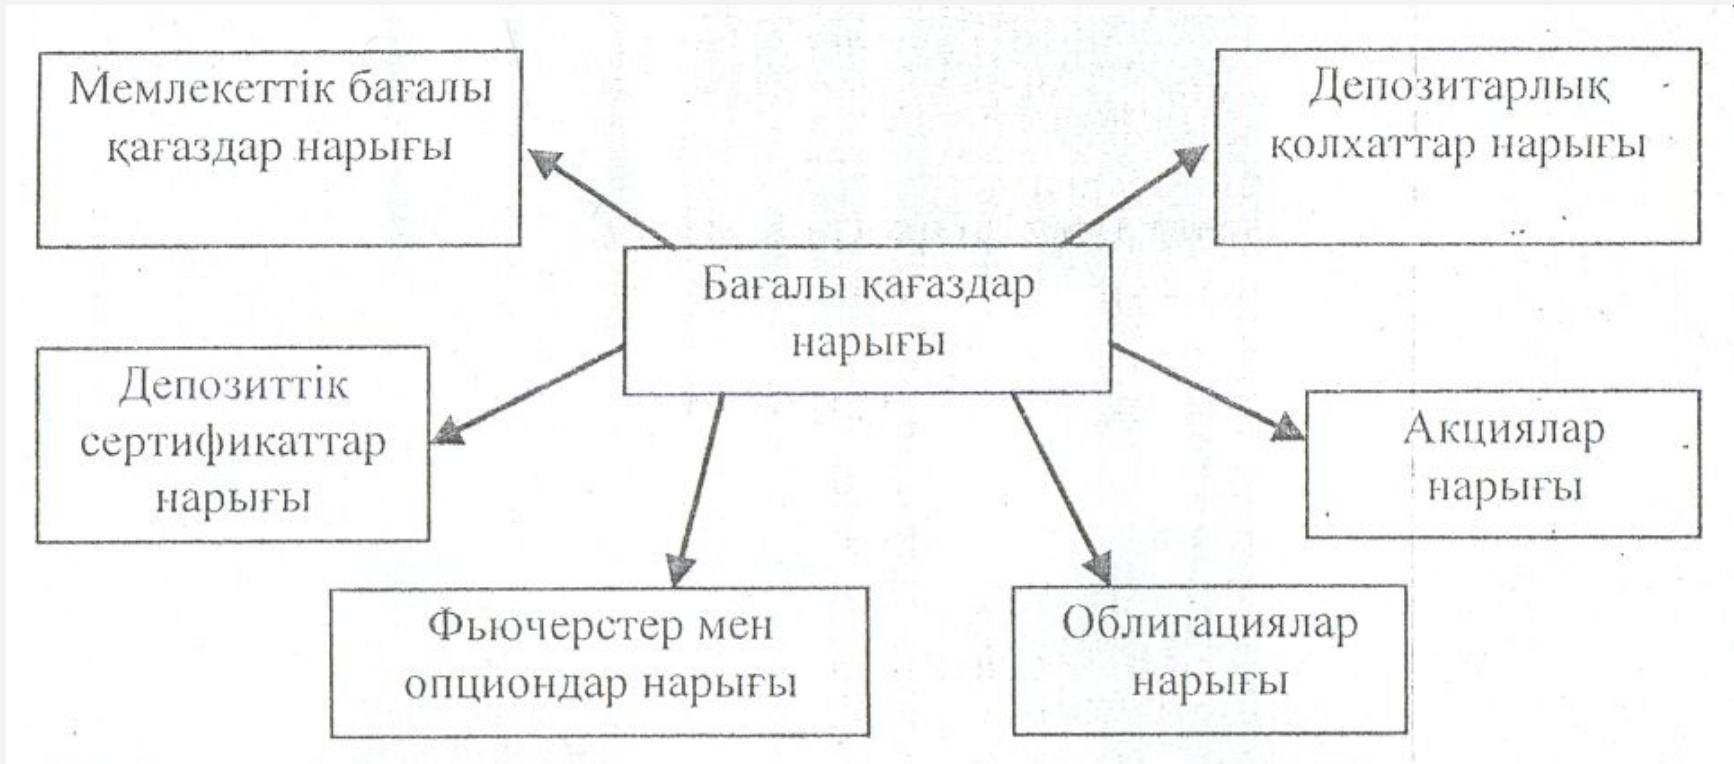 Мемлекеттік бағалы
қағаздар нарығы
Депозитарлық
қолхаттар нарығы
Бағалы қағаздар
нарығы
Депозиттік
сертификаттар
нарығы
Акциялар
нарығы
Фьючерстер мен
опциондар нарығы
Облигациялар
нарығы